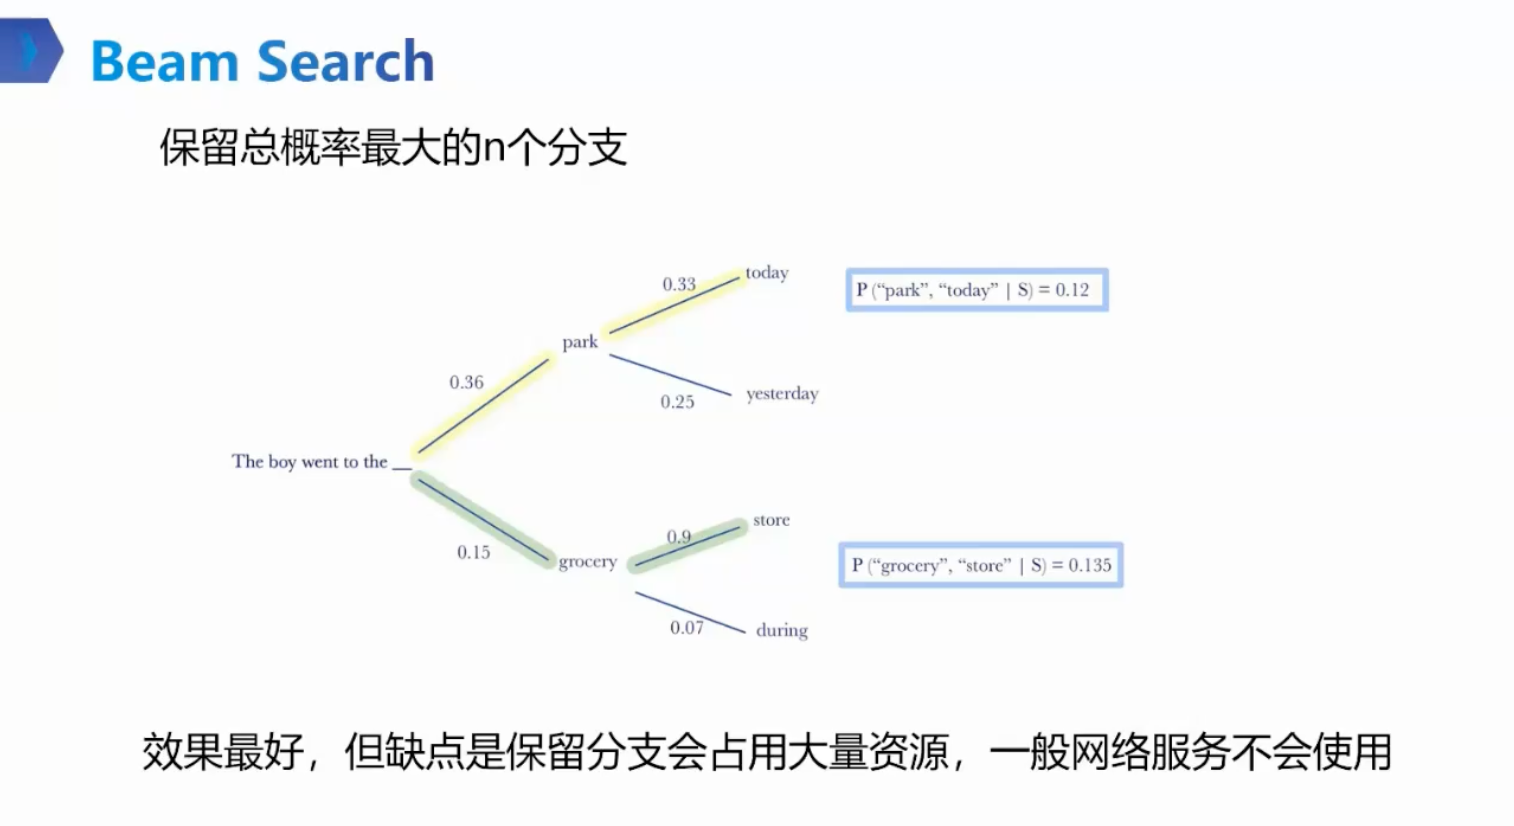 Beam Search
保留总概率最大的n个分支
today
0.33
P (“park”, “today” | S) = 0.12
park
0.36
yesterday
0.25
The boy went to the __
store
0.9
0.15
grocery
P (“grocery”, “store” | S) = 0.135
0.07
during
效果最好，但缺点是保留分支会占用大量资源，一般网络服务不会使用